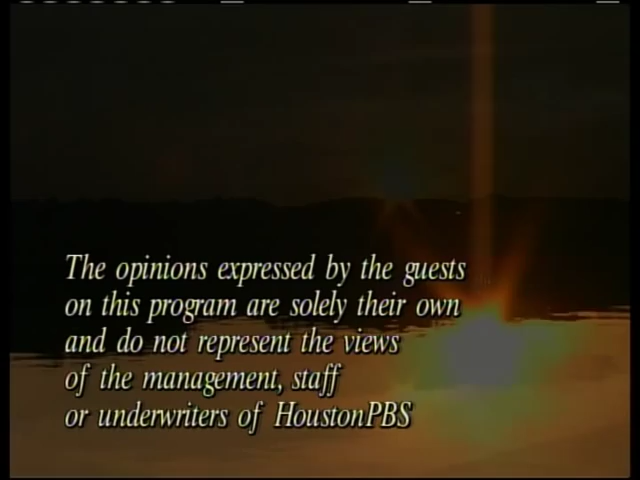 The opinions expressed by the guests
on this program are solely their own
and do not represent the views
of the management, staff
or underwriters of HoustonPBS